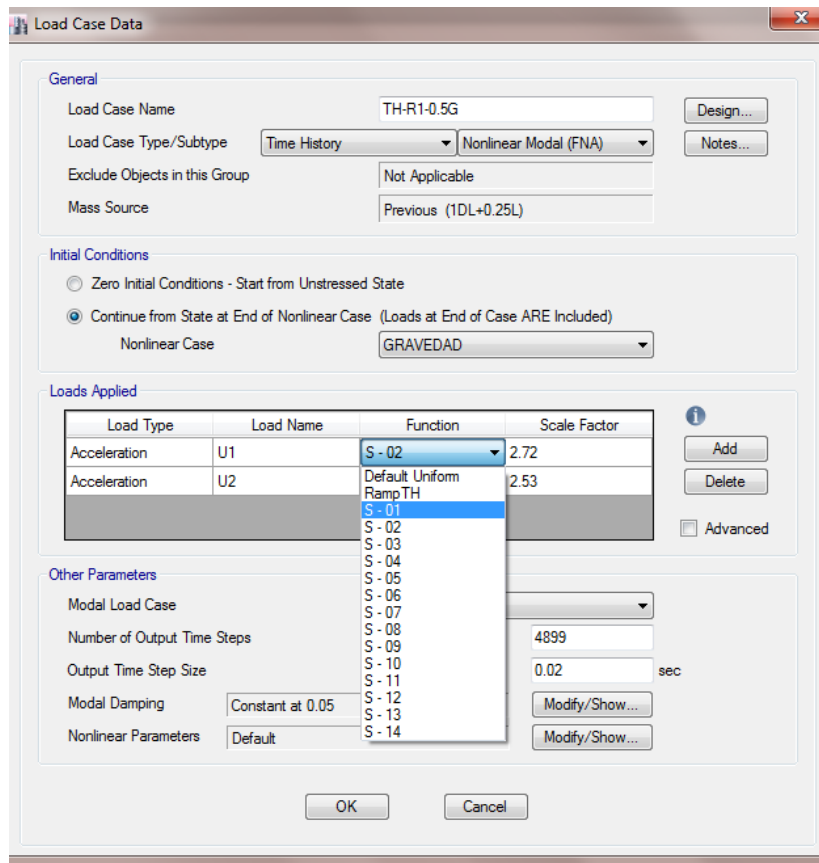 Load Case Data
General
Load Case Name TH-R1-0.5G Design...
Load Case Type/Subtype Time History Nonlinear Modal (FNA) Notes...
Exclude Objects in this Group Not Applicable
Mass Source Previous (1DL+0.25L)
Initial Conditions
Zero Initial Conditions - Start from Unstressed State
Continue from State at End of Nonlinear Case (Loads at End of Case ARE Included)
Nonlinear Case GRAVEDAD
Loads Applied
Load Type Load Name Function Scale Factor
Acceleration U1 S - 02 2.72 Add
Acceleration U2 2.53 Delete
Default Uniform
RampTH
S - 01
S - 02
S - 03
S - 04
S - 05
S - 06
S - 07
S - 08
S - 09
S - 10
S - 11
S - 12
S - 13
S - 14
Advanced
Other Parameters
Modal Load Case
Number of Output Time Steps 4899
Output Time Step Size 0.02 sec
Modal Damping Constant at 0.05 Modify/Show...
Nonlinear Parameters Default Modify/Show...
OK Cancel